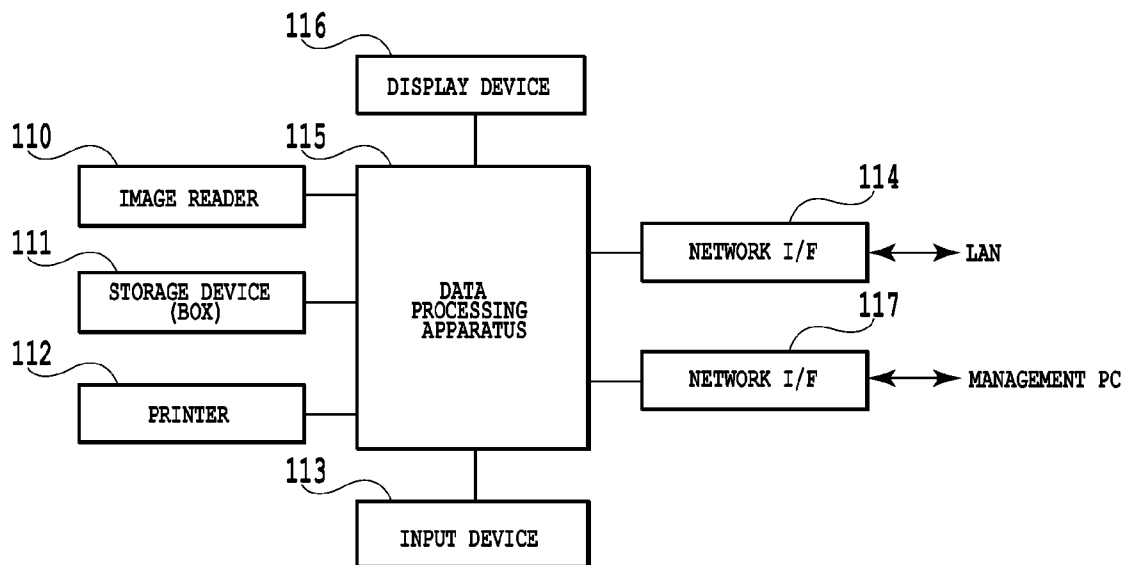 116
DISPLAY DEVICE
110
IMAGE READER
115
114
NETWORK I/F
LAN
111
STORAGE DEVICE
(BOX)
DATA
PROCESSING
APPARATUS
117
NETWORK I/F
MANAGEMENT PC
112
PRINTER
113
INPUT DEVICE